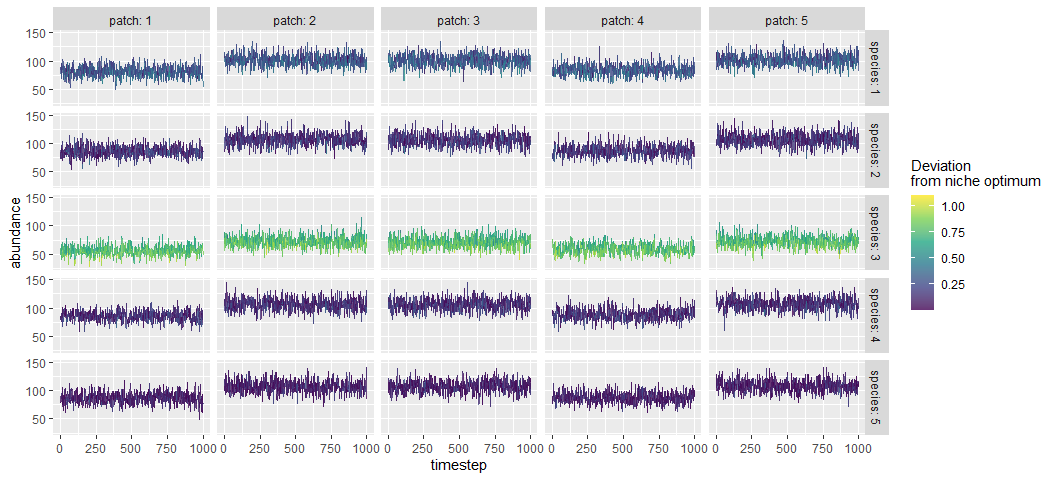 patch: 1 patch: 2 patch: 3 patch: 4 patch: 5
150
100
50
species: 1
150
100
50
species: 2
150
100
50
species: 3
150
100
50
species: 4
150
100
50
species: 5
abundance
0 250 500 750 1000 0 250 500 750 1000 0 250 500 750 1000 0 250 500 750 1000 0 250 500 750 1000
timestep
Deviation
from niche optimum
1.00
0.75
0.50
0.25